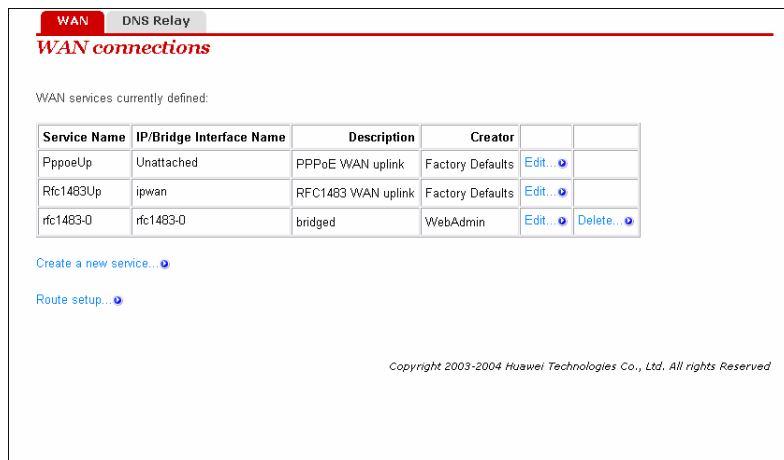 WAN DNS Relay
WAN connections
WAN services currently defined:
Service Name IP/Bridge Interface Name Description Creator
PppoeUp Unattached PPPoE WAN uplink Factory Defaults Edit...
Rfc1483Up ipwan RFC1483 WAN uplink Factory Defaults Edit...
rfc1483-0 rfc1483-0 bridged WebAdmin Edit... Delete...
Create a new service...
Route setup...
Copyright 2003-2004 Huawei Technologies Co., Ltd. All rights Reserved